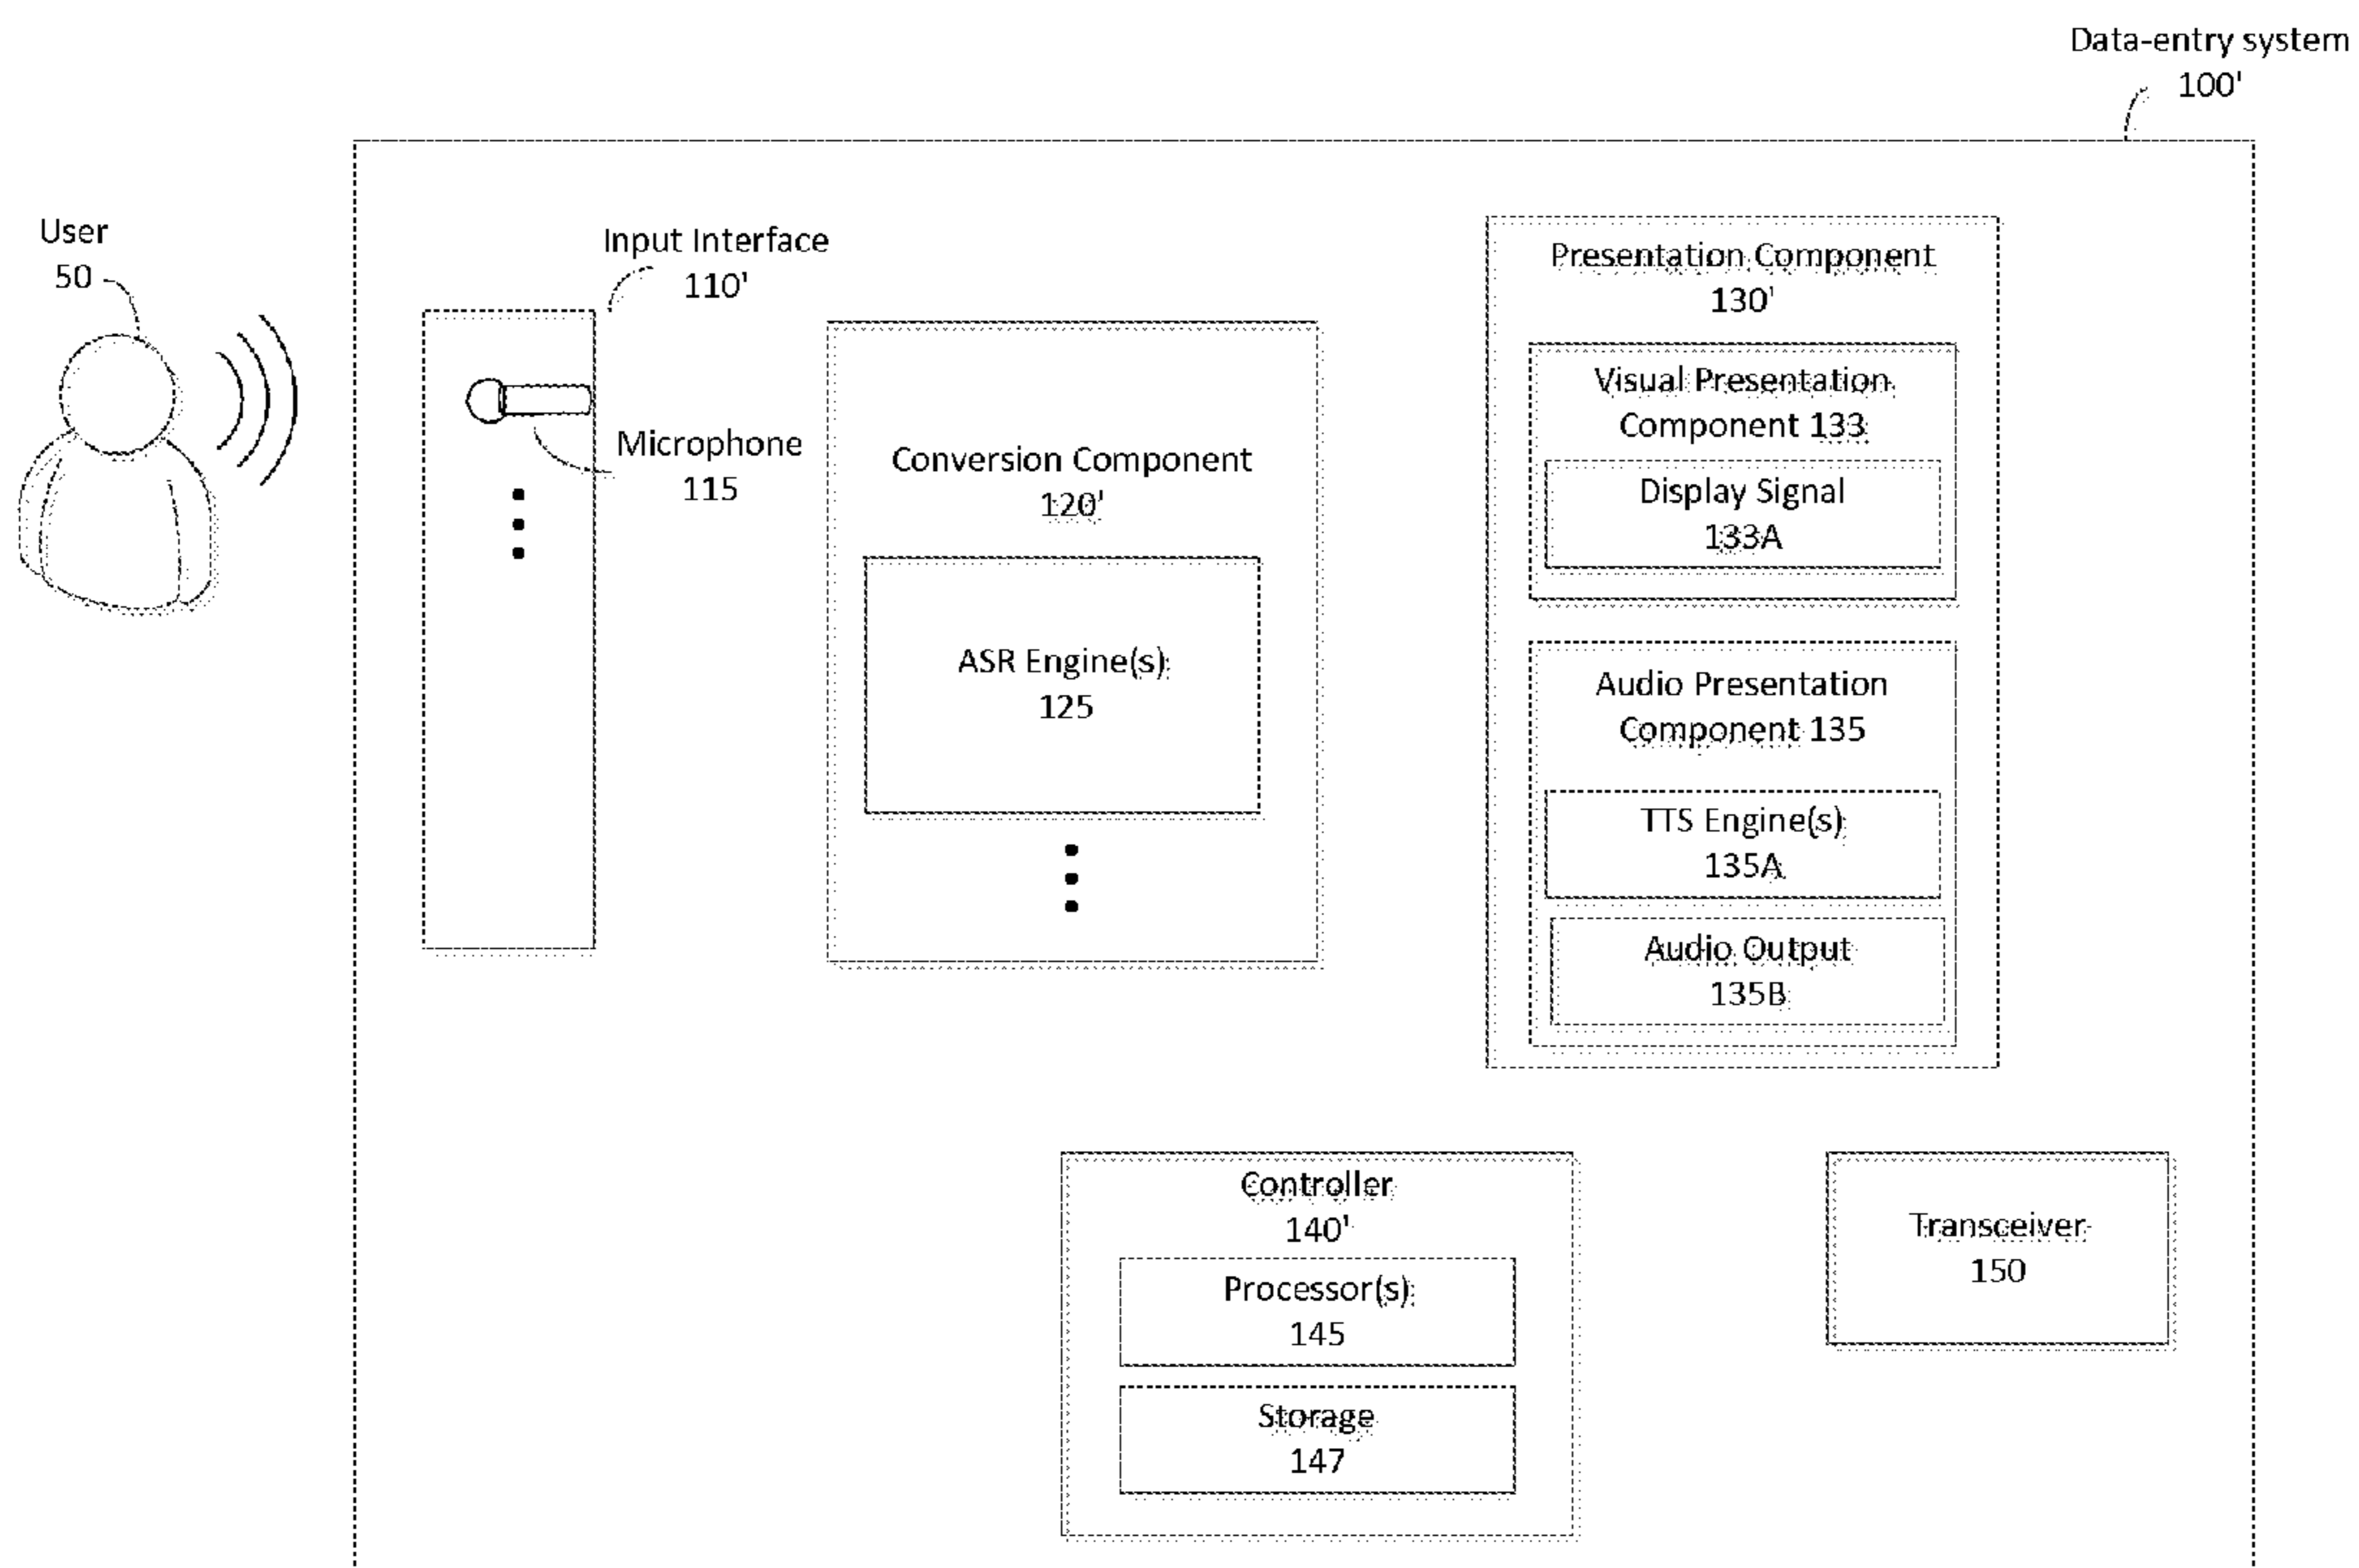 Data-entry system
100'
User
50
Input Interface
110'
Microphone
115
Conversion Component
120'
ASR Engine(s)
125
Presentation Component
130'
Visual Presentation
Component 133
Display Signal
133A
Audio Presentation
Component 135
TTS Engine(s)
135A
Audio Output
135B
Controller
140'
Processor(s)
145
Storage
147
Transceiver
150